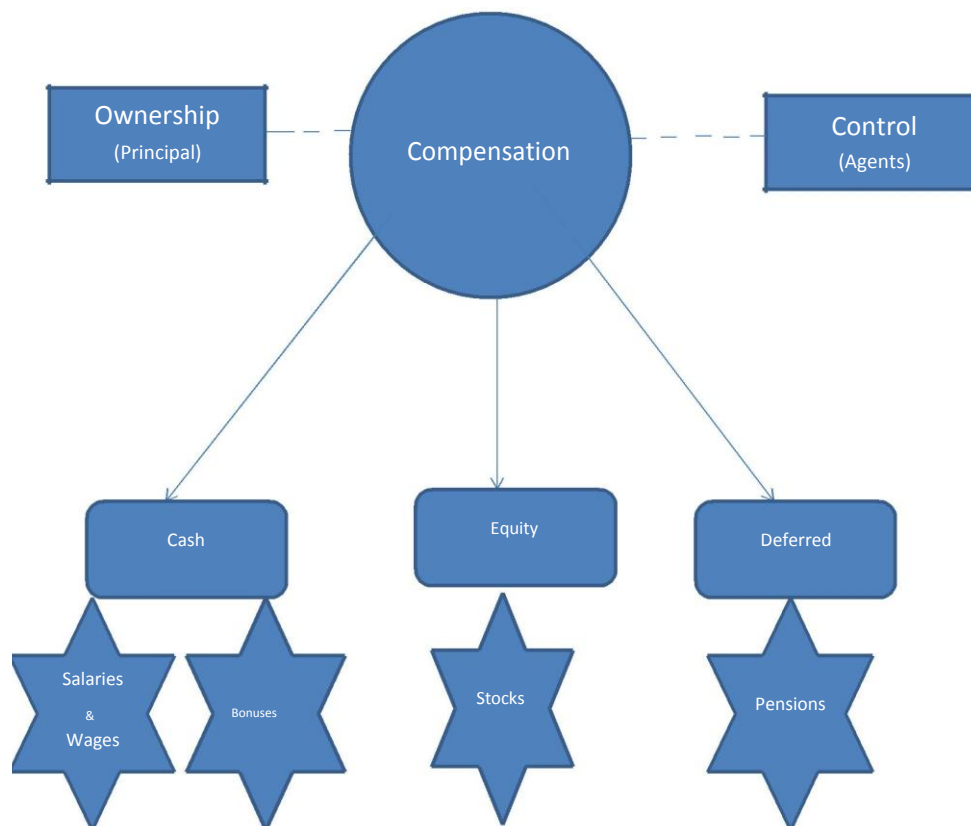 Ownership
(Principal)
Compensation
Control
(Agents)
Cash
Equity
Deferred
Salaries
&
Wages
Bonuses
Stocks
Pensions